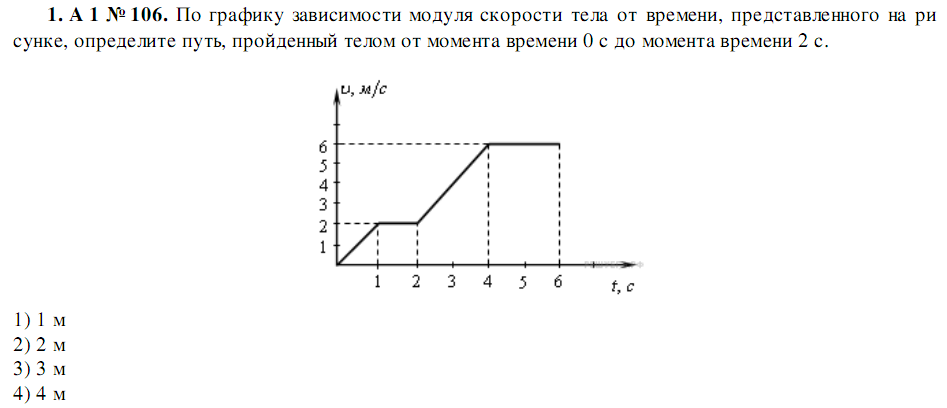 1. А 1 № 106. По графику зависимости модуля скорости тела от времени, представленного на ри
сунке, определите путь, пройденный телом от момента времени 0 с до момента времени 2 с.
υ, м/с
6
5
4
3
2
1
1 2 3 4 5 6
t, с
1) 1 м
2) 2 м
3) 3 м
4) 4 м